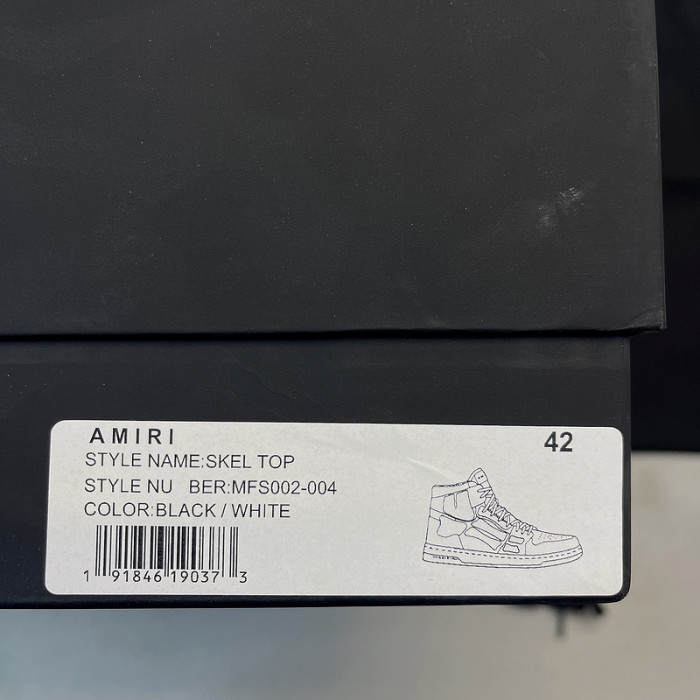 AMIRI
42
STYLE NAME:SKEL TOP
STYLE NU BER:MFS002-004
COLOR:BLACK / WHITE
1 91846 19037 3